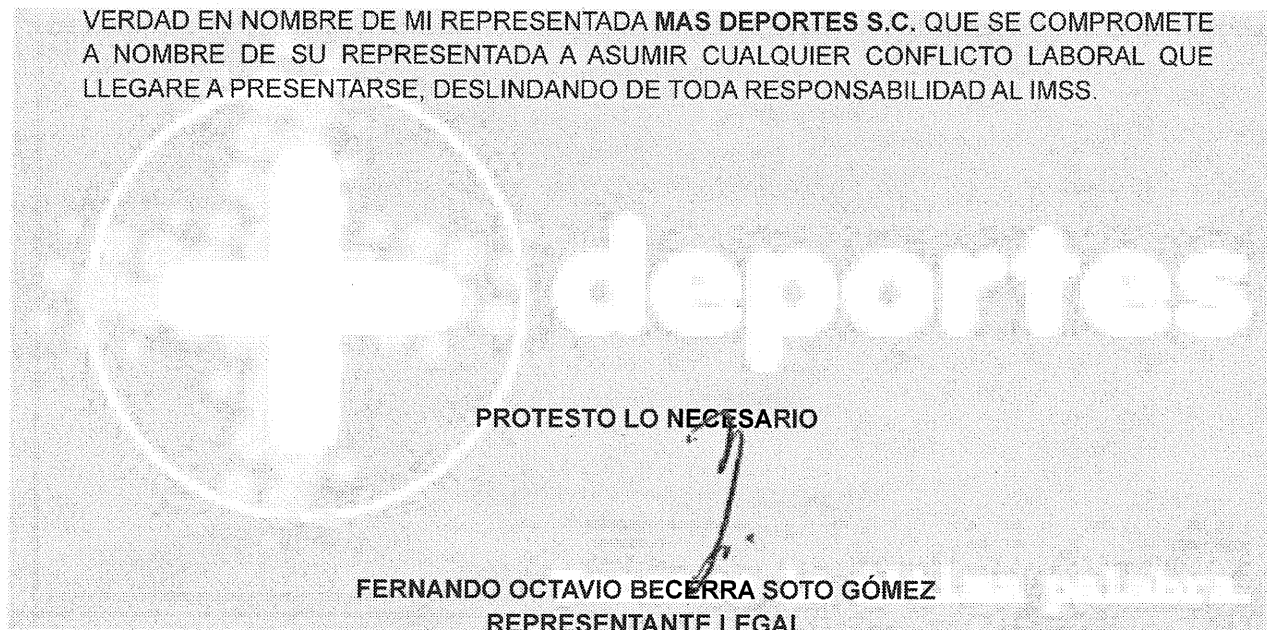 VERDAD EN NOMBRE DE MI REPRESENTADA MAS DEPORTES S.C. QUE SE COMPROMETE
A NOMBRE DE SU REPRESENTADA A ASUMIR CUALQUIER CONFLICTO LABORAL QUE
LLEGARE A PRESENTARSE, DESLINDANDO DE TODA RESPONSABILIDAD AL IMSS.
deportes
PROTESTO LO NECESARIO
FERNANDO OCTAVIO BECERRA SOTO GÓMEZ
palabra
REPRESENTANTE LEGAL